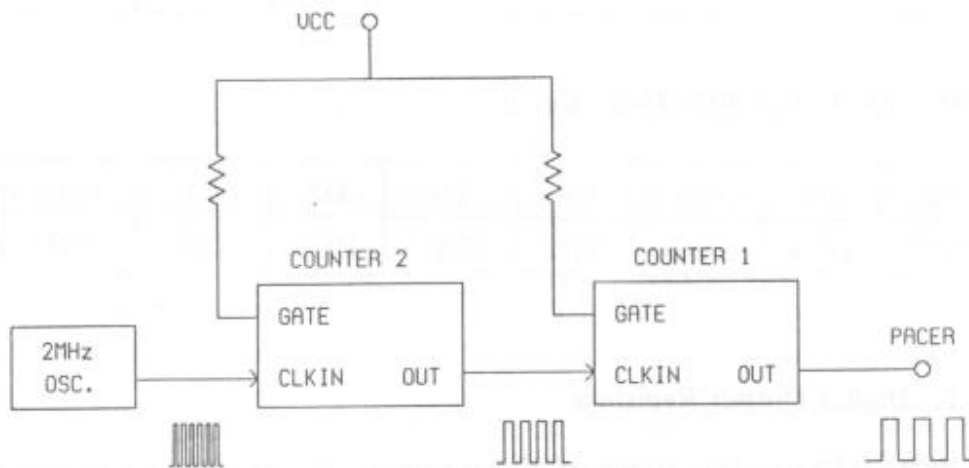 VCC
COUNTER 2
COUNTER 1
GATE
GATE
2MHz
OSC.
CLKIN OUT
CLKIN OUT
PACER